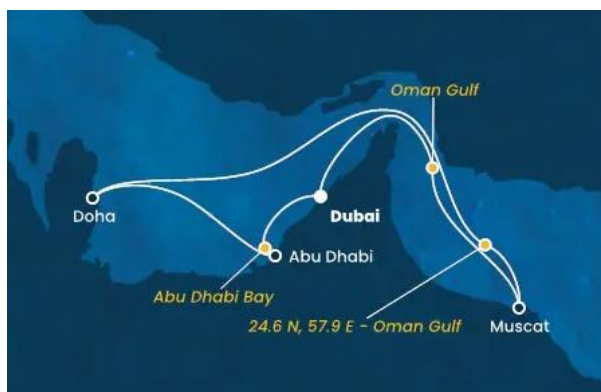 Oman Gulf
Doha
Dubai
Abu Dhabi
Abu Dhabi Bay
24.6 N, 57.9 E - Oman Gulf
Muscat